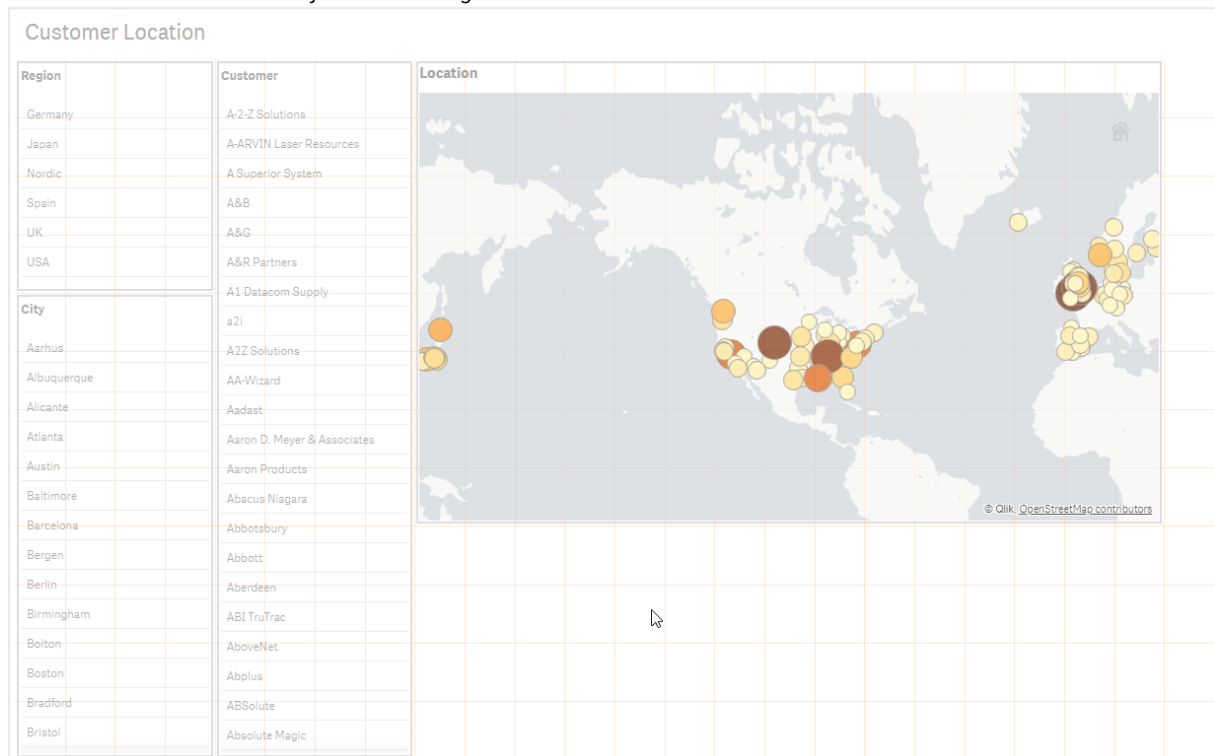 Customer Location
Region
Germany
Japan
Nordic
Spain
UK
USA
City
Aarhus
Albuquerque
Alicante
Atlanta
Austin
Baltimore
Barcelona
Bergen
Berlin
Birmingham
Bolton
Boston
Bradford
Bristol
Customer
A-2-Z Solutions
A-ARVIN Laser Resources
A Superior System
A&B
A&G
A&R Partners
A1 Datacom Supply
a2i
A2Z Solutions
AA-Wizard
Aadast
Aaron D. Meyer & Associates
Aaron Products
Abacus Niagara
Abbotsbury
Abbott
Aberdeen
ABI TruTrac
AboveNet
Abplus
ABSolute
Absolute Magic
Location
© Qlik, OpenStreetMap contributors